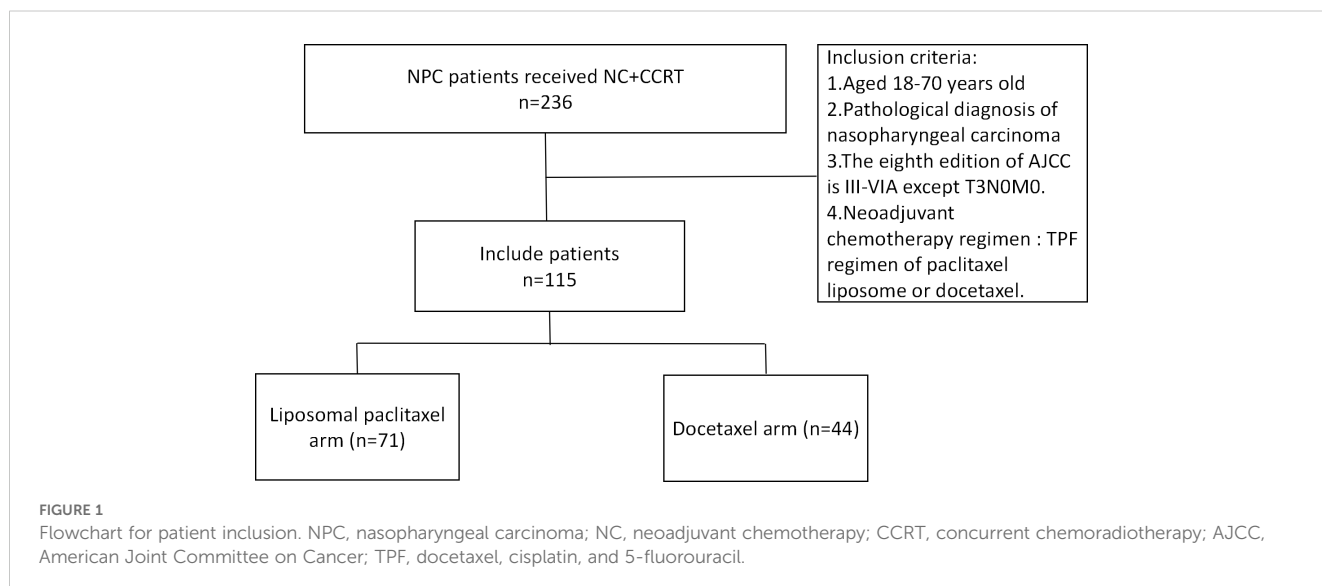 NPC patients received NC+CCRT
n=236
Inclusion criteria:
1.Aged 18-70 years old
2.Pathological diagnosis of
nasopharyngeal carcinoma
3.The eighth edition of AJCC
is III-VIA except T3N0M0.
4.Neoadjuvant
chemotherapy regimen : TPF
regimen of paclitaxel
liposome or docetaxel.
Include patients
n=115
Liposomal paclitaxel
arm (n=71)
Docetaxel arm (n=44)
FIGURE 1
Flowchart for patient inclusion. NPC, nasopharyngeal carcinoma; NC, neoadjuvant chemotherapy; CCRT, concurrent chemoradiotherapy; AJCC,
American Joint Committee on Cancer; TPF, docetaxel, cisplatin, and 5-fluorouracil.